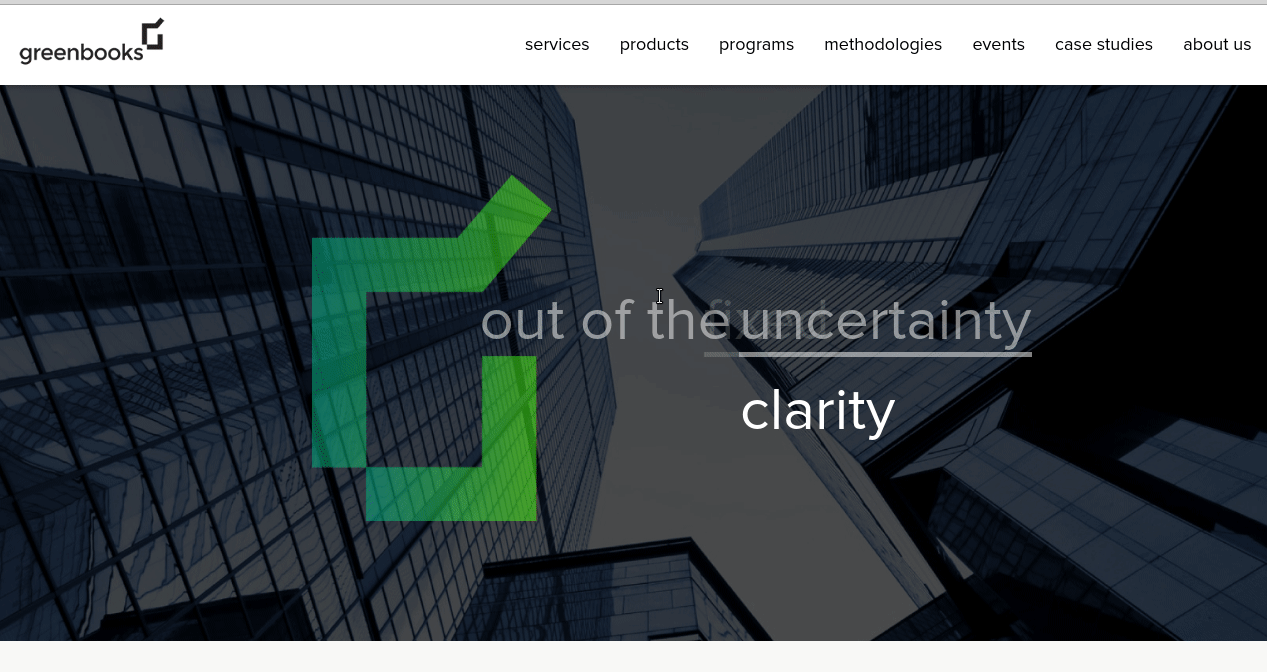 greenbooks
services products programs methodologies events case studies about us
out of the uncertainty
clarity